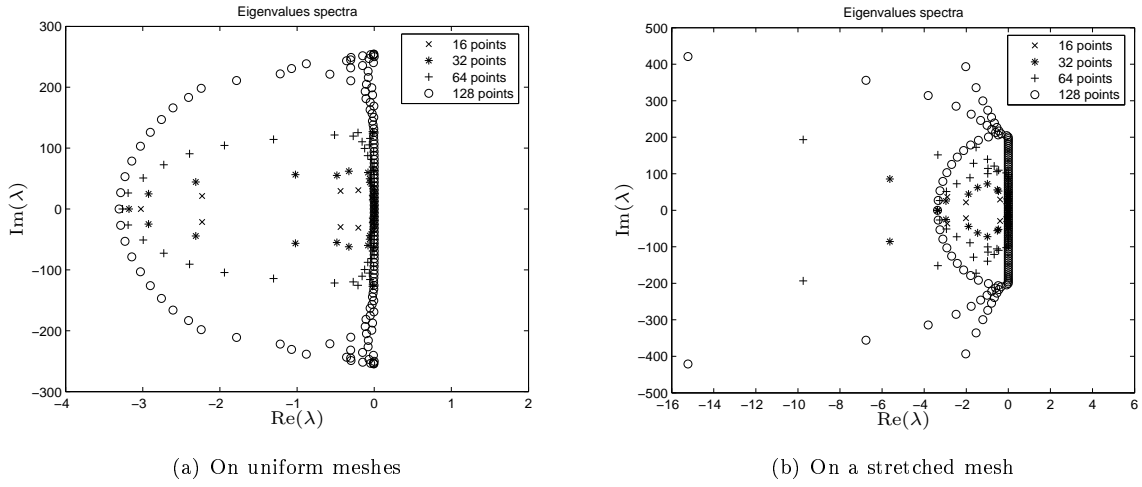 Eigenvalues spectra
300
200
100
0
−100
−200
−300
−4
−3
−2
−1
0
1
2
Im(λ)
Re(λ)
16 points
32 points
64 points
128 points
(a) On uniform meshes
Eigenvalues spectra
500
400
300
200
100
0
−100
−200
−300
−400
−500
−16
−14
−12
−10
−8
−6
−4
−2
0
2
4
6
Im(λ)
Re(λ)
16 points
32 points
64 points
128 points
(b) On a stretched mesh